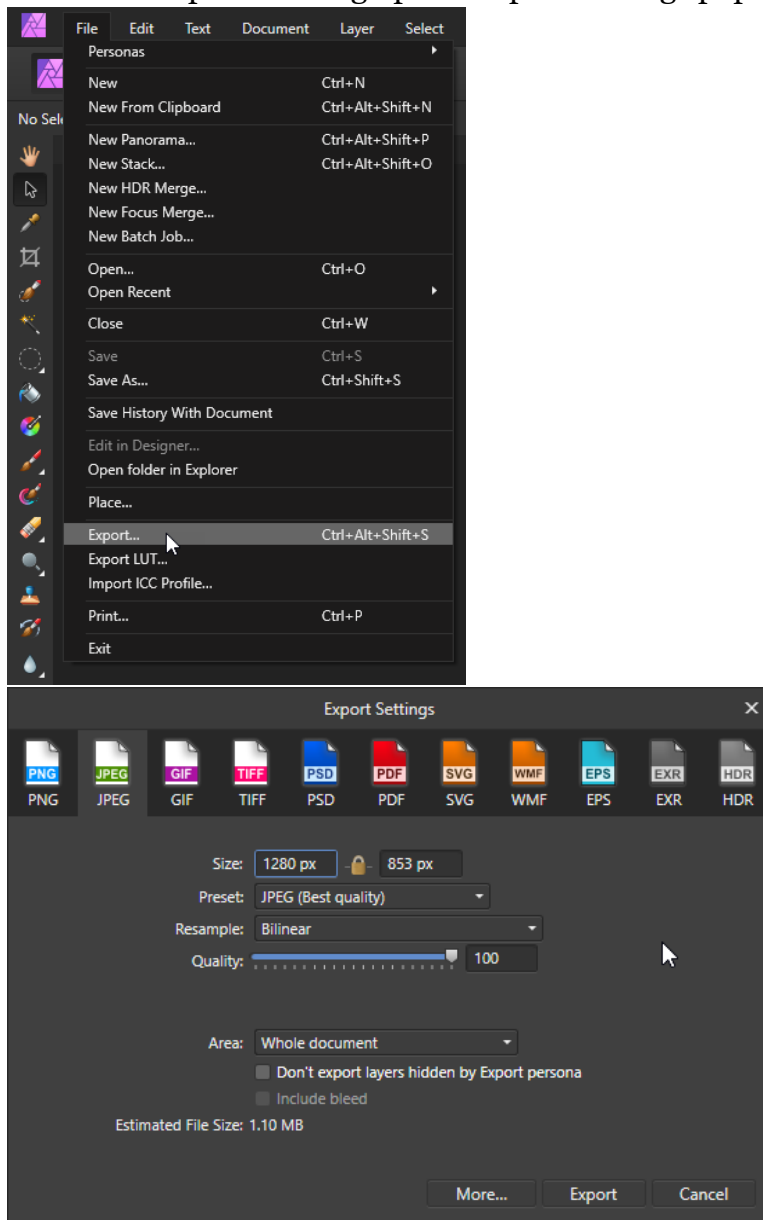 File Edit Text Document Layer Select
Personas
New Ctrl+N
New From Clipboard Ctrl+Alt+Shift+N
No Sele
New Panorama... Ctrl+Alt+Shift+P
New Stack... Ctrl+Alt+Shift+O
New HDR Merge...
New Focus Merge...
New Batch Job...
Open... Ctrl+O
Open Recent
Close Ctrl+W
Save Ctrl+S
Save As... Ctrl+Shift+S
Save History With Document
Edit in Designer...
Open folder in Explorer
Place...
Export... Ctrl+Alt+Shift+S
Export LUT...
Import ICC Profile...
Print... Ctrl+P
Exit
Export Settings
PNG JPEG GIF TIFF PSD PDF SVG WMF EPS EXR HDR
PNG JPEG GIF TIFF PSD PDF SVG WMF EPS EXR HDR
Size: 1280 px 853 px
Preset: JPEG (Best quality)
Resample: Bilinear
Quality: 100
Area: Whole document
Don't export layers hidden by Export persona
Include bleed
Estimated File Size: 1.10 MB
More... Export Cancel